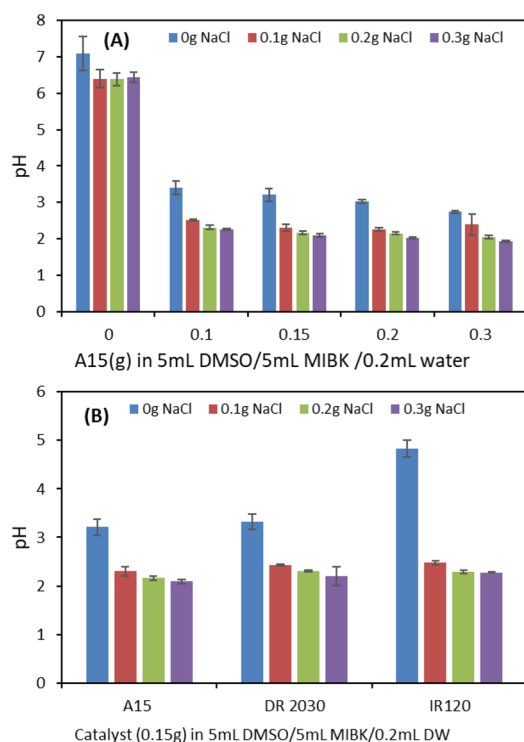 (A)
0g NaCl 0.1g NaCl 0.2g NaCl 0.3g NaCl
8
7
6
5
4
3
2
1
0
pH
0 0.1 0.15 0.2 0.3
A15(g) in 5mL DMSO/5mL MIBK /0.2mL water
6
5
4
3
2
1
0
pH
(B)
0g NaCl 0.1g NaCl 0.2g NaCl 0.3g NaCl
A15 DR 2030 IR120
Catalyst (0.15g) in 5mL DMSO/5mL MIBK/0.2mL DW